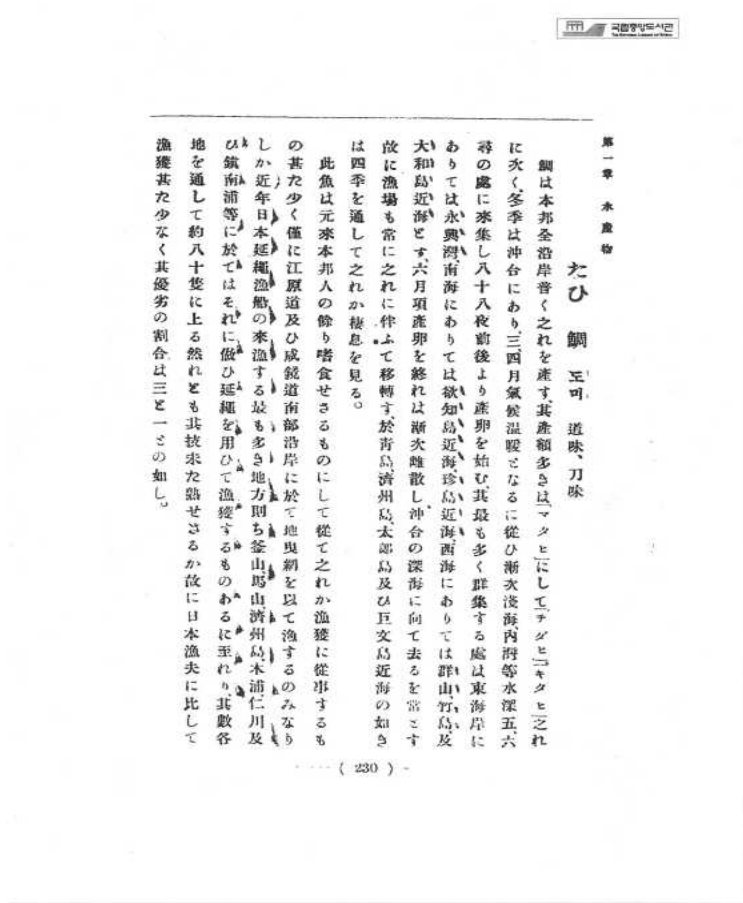 국립중앙도서관
第一章 水産物
たひ 鯛 도미 道味、刀味
鯛は本邦全沿岸普く之れを産す、其産額多きは「マダヒ」にして「チダヒ」「キダヒ」之れ
に次く、冬季は沖合にあり、三四月氣候温暖となるに從ひ漸次淺海、内灣等水深五、六
尋の處に來集し八十八夜前後より産卵を始む、其最も多く群集する處は東海岸に
ありては永興灣、南海にありては欲知島近海、珍島近海、西海にありては群山、竹島、及
大和島近海とす、六月項産卵を終れは漸次離散し沖合の深海に向て去るを常とす
故に漁場も常に之れに伴ふて移轉す、於靑島、濟州島、太郎島及ひ巨文島近海の如き
は四季を通して之れか棲息を見る。
此魚は元來本邦人の餘り嗜食せさるものにして從て之れか漁獲に從事するも
の甚た少く僅に江原道及ひ咸鏡道南部沿岸に於て地曳網を以て漁するのみなり
しか近年日本延繩漁船の來漁する最も多き地方則ち釜山、馬山、濟州島、木浦、仁川及
ひ鎭南浦等に於てはそれに倣ひ延繩を用ひて漁獲するものあるに至れり、其數各
地を通して約八十隻に上る然れとも其技未た熟せさるか故に日本漁夫に比して
漁獲甚た少なく其優劣の割合は三と一との如し。
( 230 )